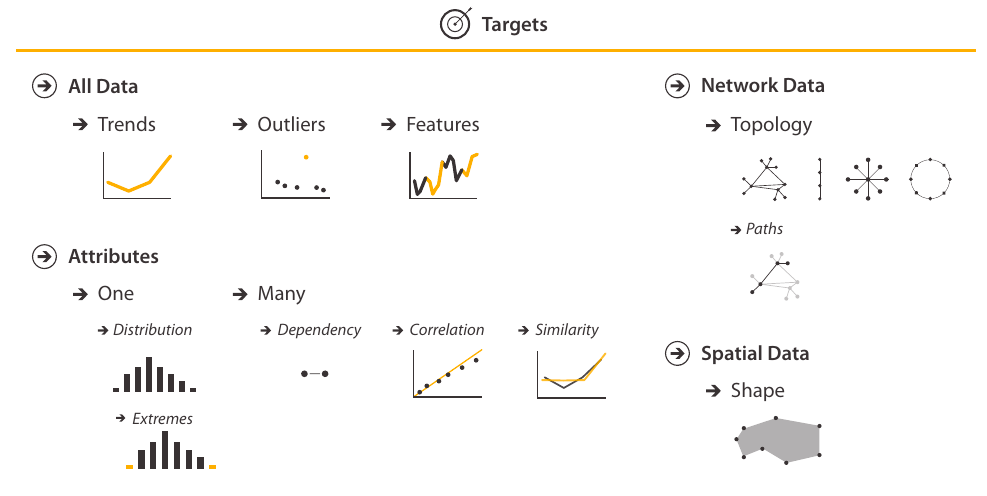 Targets
All Data
Trends
Outliers
Features
Attributes
One
Many
Distribution
Dependency
Correlation
Similarity
Extremes
Network Data
Topology
Paths
Spatial Data
Shape